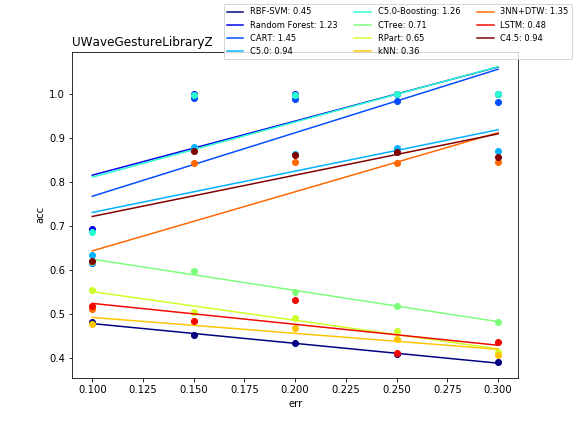 RBF-SVM: 0.45
Random Forest: 1.23
CART: 1.45
C5.0: 0.94
C5.0-Boosting: 1.26
CTree: 0.71
RPart: 0.65
kNN: 0.36
3NN+DTW: 1.35
LSTM: 0.48
C4.5: 0.94
UWaveGestureLibraryZ
acc
1.0
0.9
0.8
0.7
0.6
0.5
0.4
0.100
0.125
0.150
0.175
0.200
0.225
0.250
0.275
0.300
err